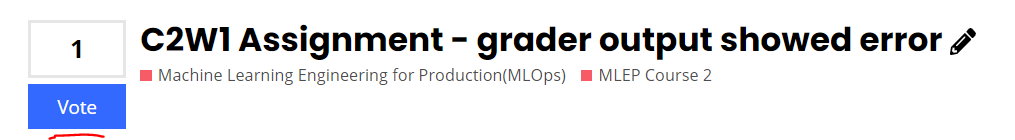 1
C2W1 Assignment - grader output showed error
Machine Learning Engineering for Production(MLOps) MLEP Course 2
Vote